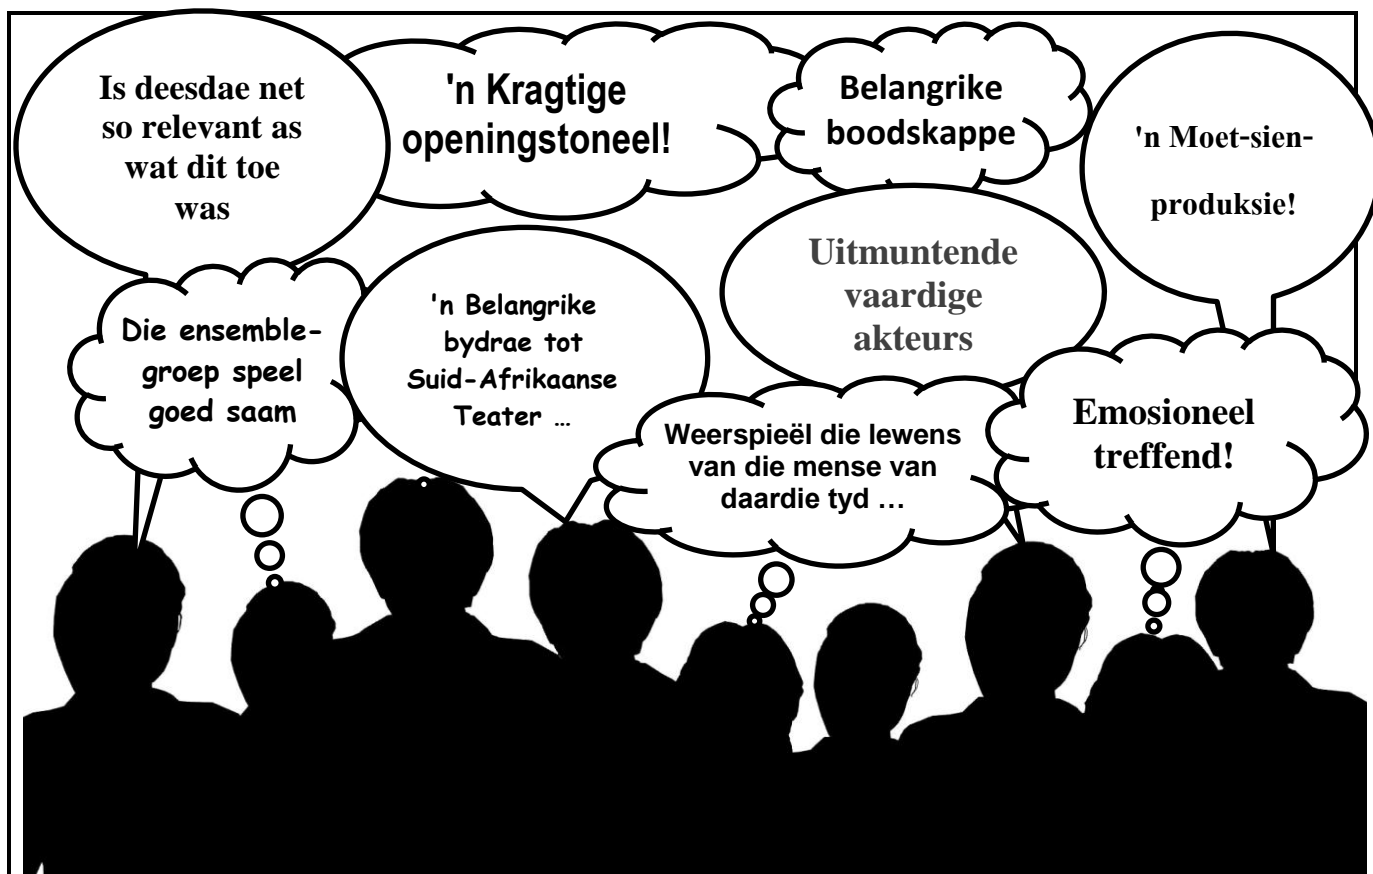 Is deesdae net
so relevant as
wat dit toe
was
'n Kragtige
openingstoneel!
Belangrike
boodskappe
'n Moet-sien-
produksie!
Uitmuntende
vaardige
akteurs
Die ensemble-
groep speel
goed saam
'n Belangrike
bydrae tot
Suid-Afrikaanse
Teater ...
Weerspieël die lewens
van die mense van
daardie tyd ...
Emosioneel
treffend!